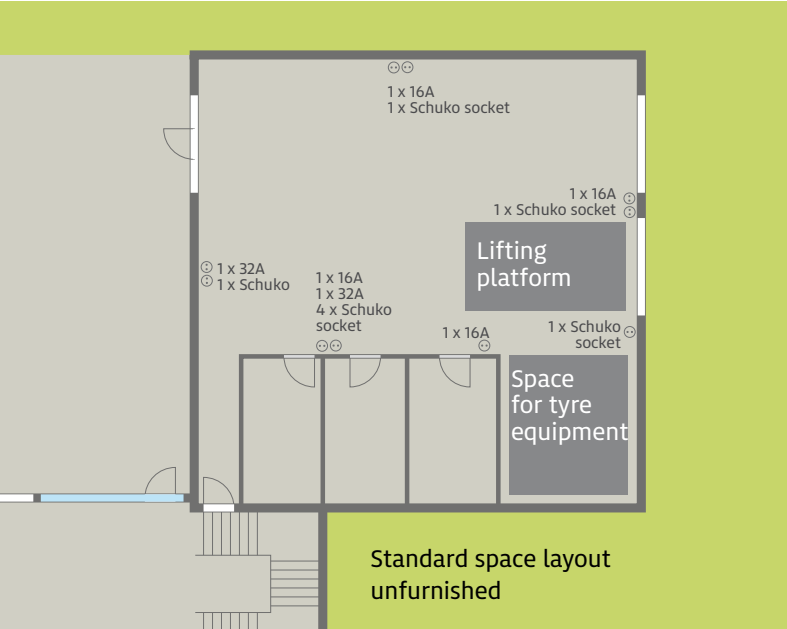 1 x 16A
1 x Schuko socket
1 x 16A
1 x Schuko socket
Lifting
platform
1 x 32A
1 x Schuko
1 x 16A
1 x 32A
4 x Schuko
socket
1 x 16A
1 x Schuko
socket
Space
for tyre
equipment
Standard space layout
unfurnished